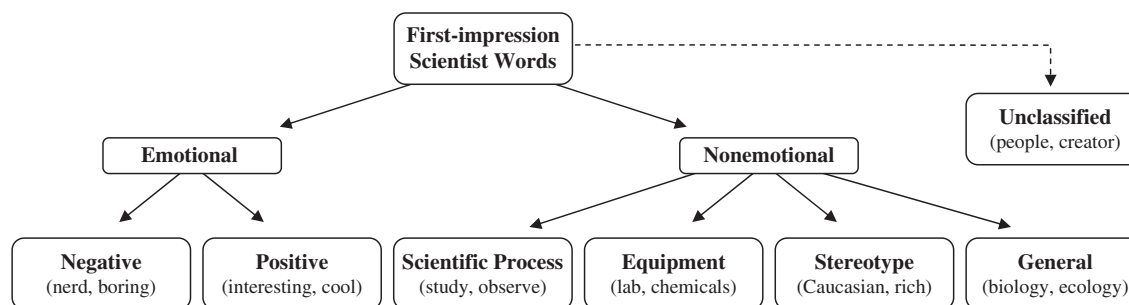 First-impression
Scientist Words
Unclassified
(people, creator)
Emotional
Nonemotional
Negative
(nerd, boring)
Positive
(interesting, cool)
Scientific Process
(study, observe)
Equipment
(lab, chemicals)
Stereotype
(Caucasian, rich)
General
(biology, ecology)